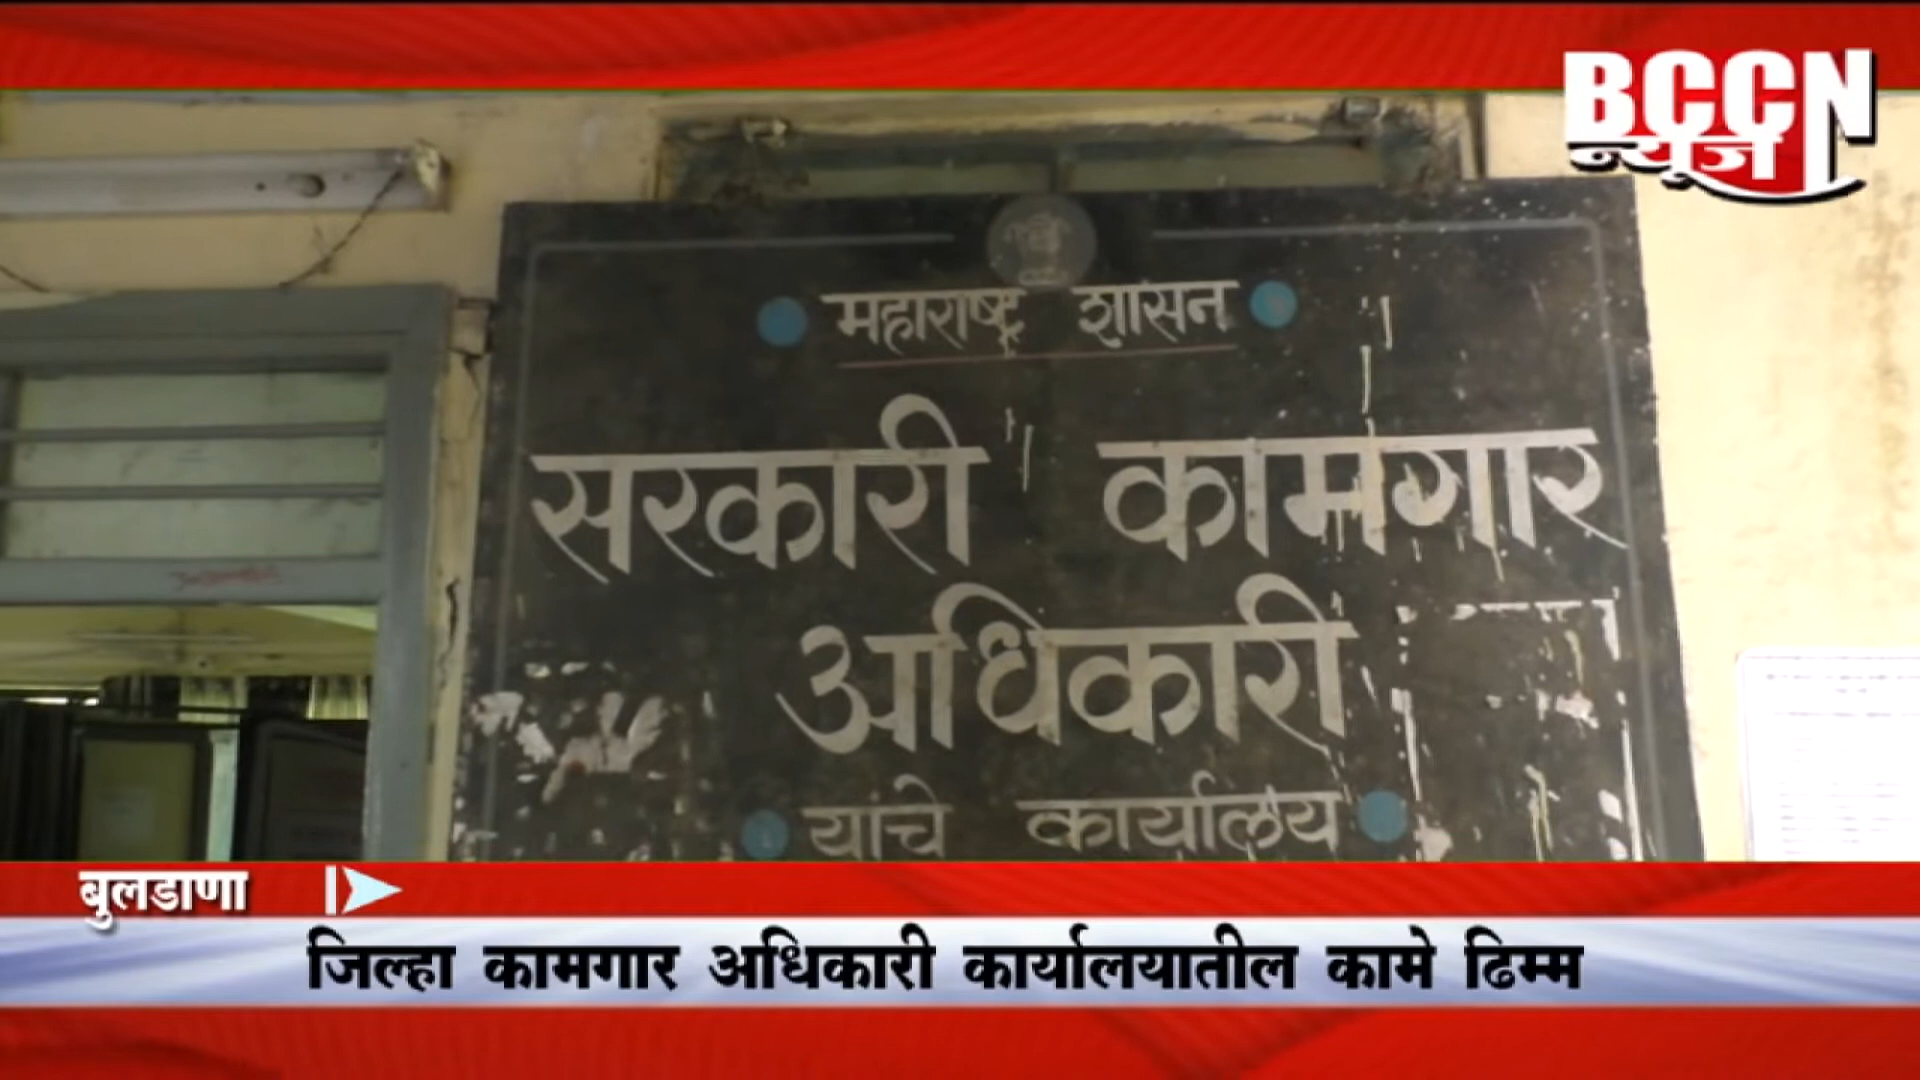 BCCN
न्यूज
महाराष्ट्र शासन
सरकारी कामगार
अधिकारी
यांचे कार्यालय
बुलडाणा
जिल्हा कामगार अधिकारी कार्यालयातील कामे ढिम्म